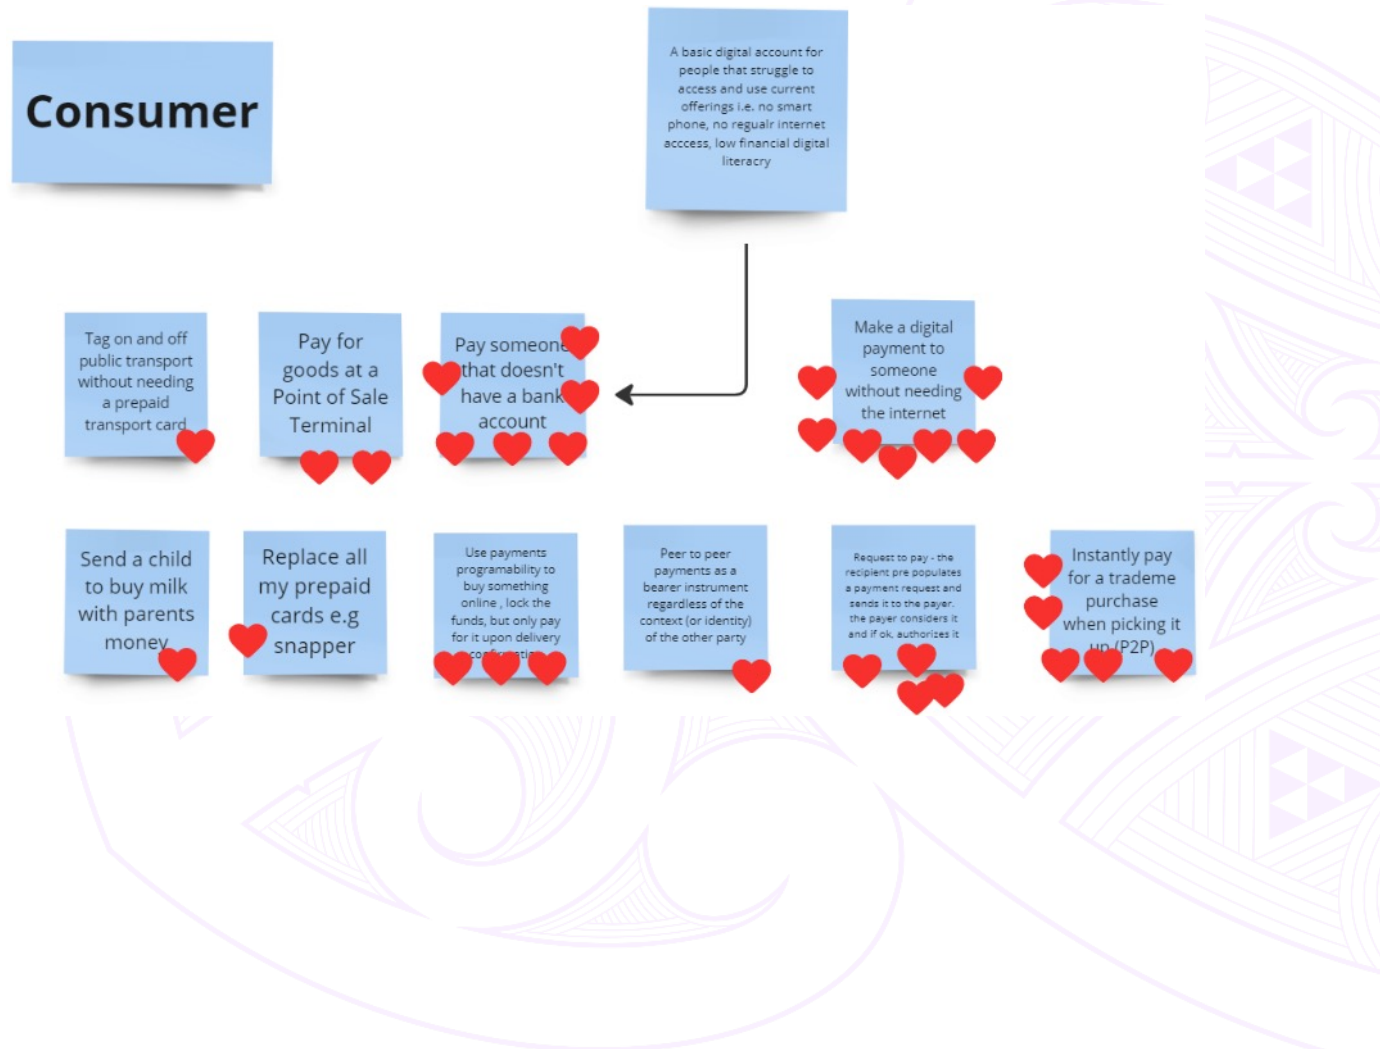 Consumer
A basic digital account for
people that struggle to
access and use current
offerings i.e. no smart
phone, no regualr internet
acccess, low financial digital
literacry
Tag on and off
public transport
without needing
a prepaid
transport card
Pay for
goods at a
Point of Sale
Terminal
Pay someone
that doesn't
have a bank
account
Make a digital
payment to
someone
without needing
the internet
Send a child
to buy milk
with parents
money
Replace all
my prepaid
cards e.g
snapper
Use payments
programability to
buy something
online , lock the
funds, but only pay
for it upon delivery
Peer to peer
payments as a
bearer instrument
regardless of the
context (or identity)
of the other party
Request to pay - the
recipient pre populates
a payment request and
sends it to the payer.
the payer considers it
and if ok, authorizes it
Instantly pay
for a trademe
purchase
when picking it
up (P2P)